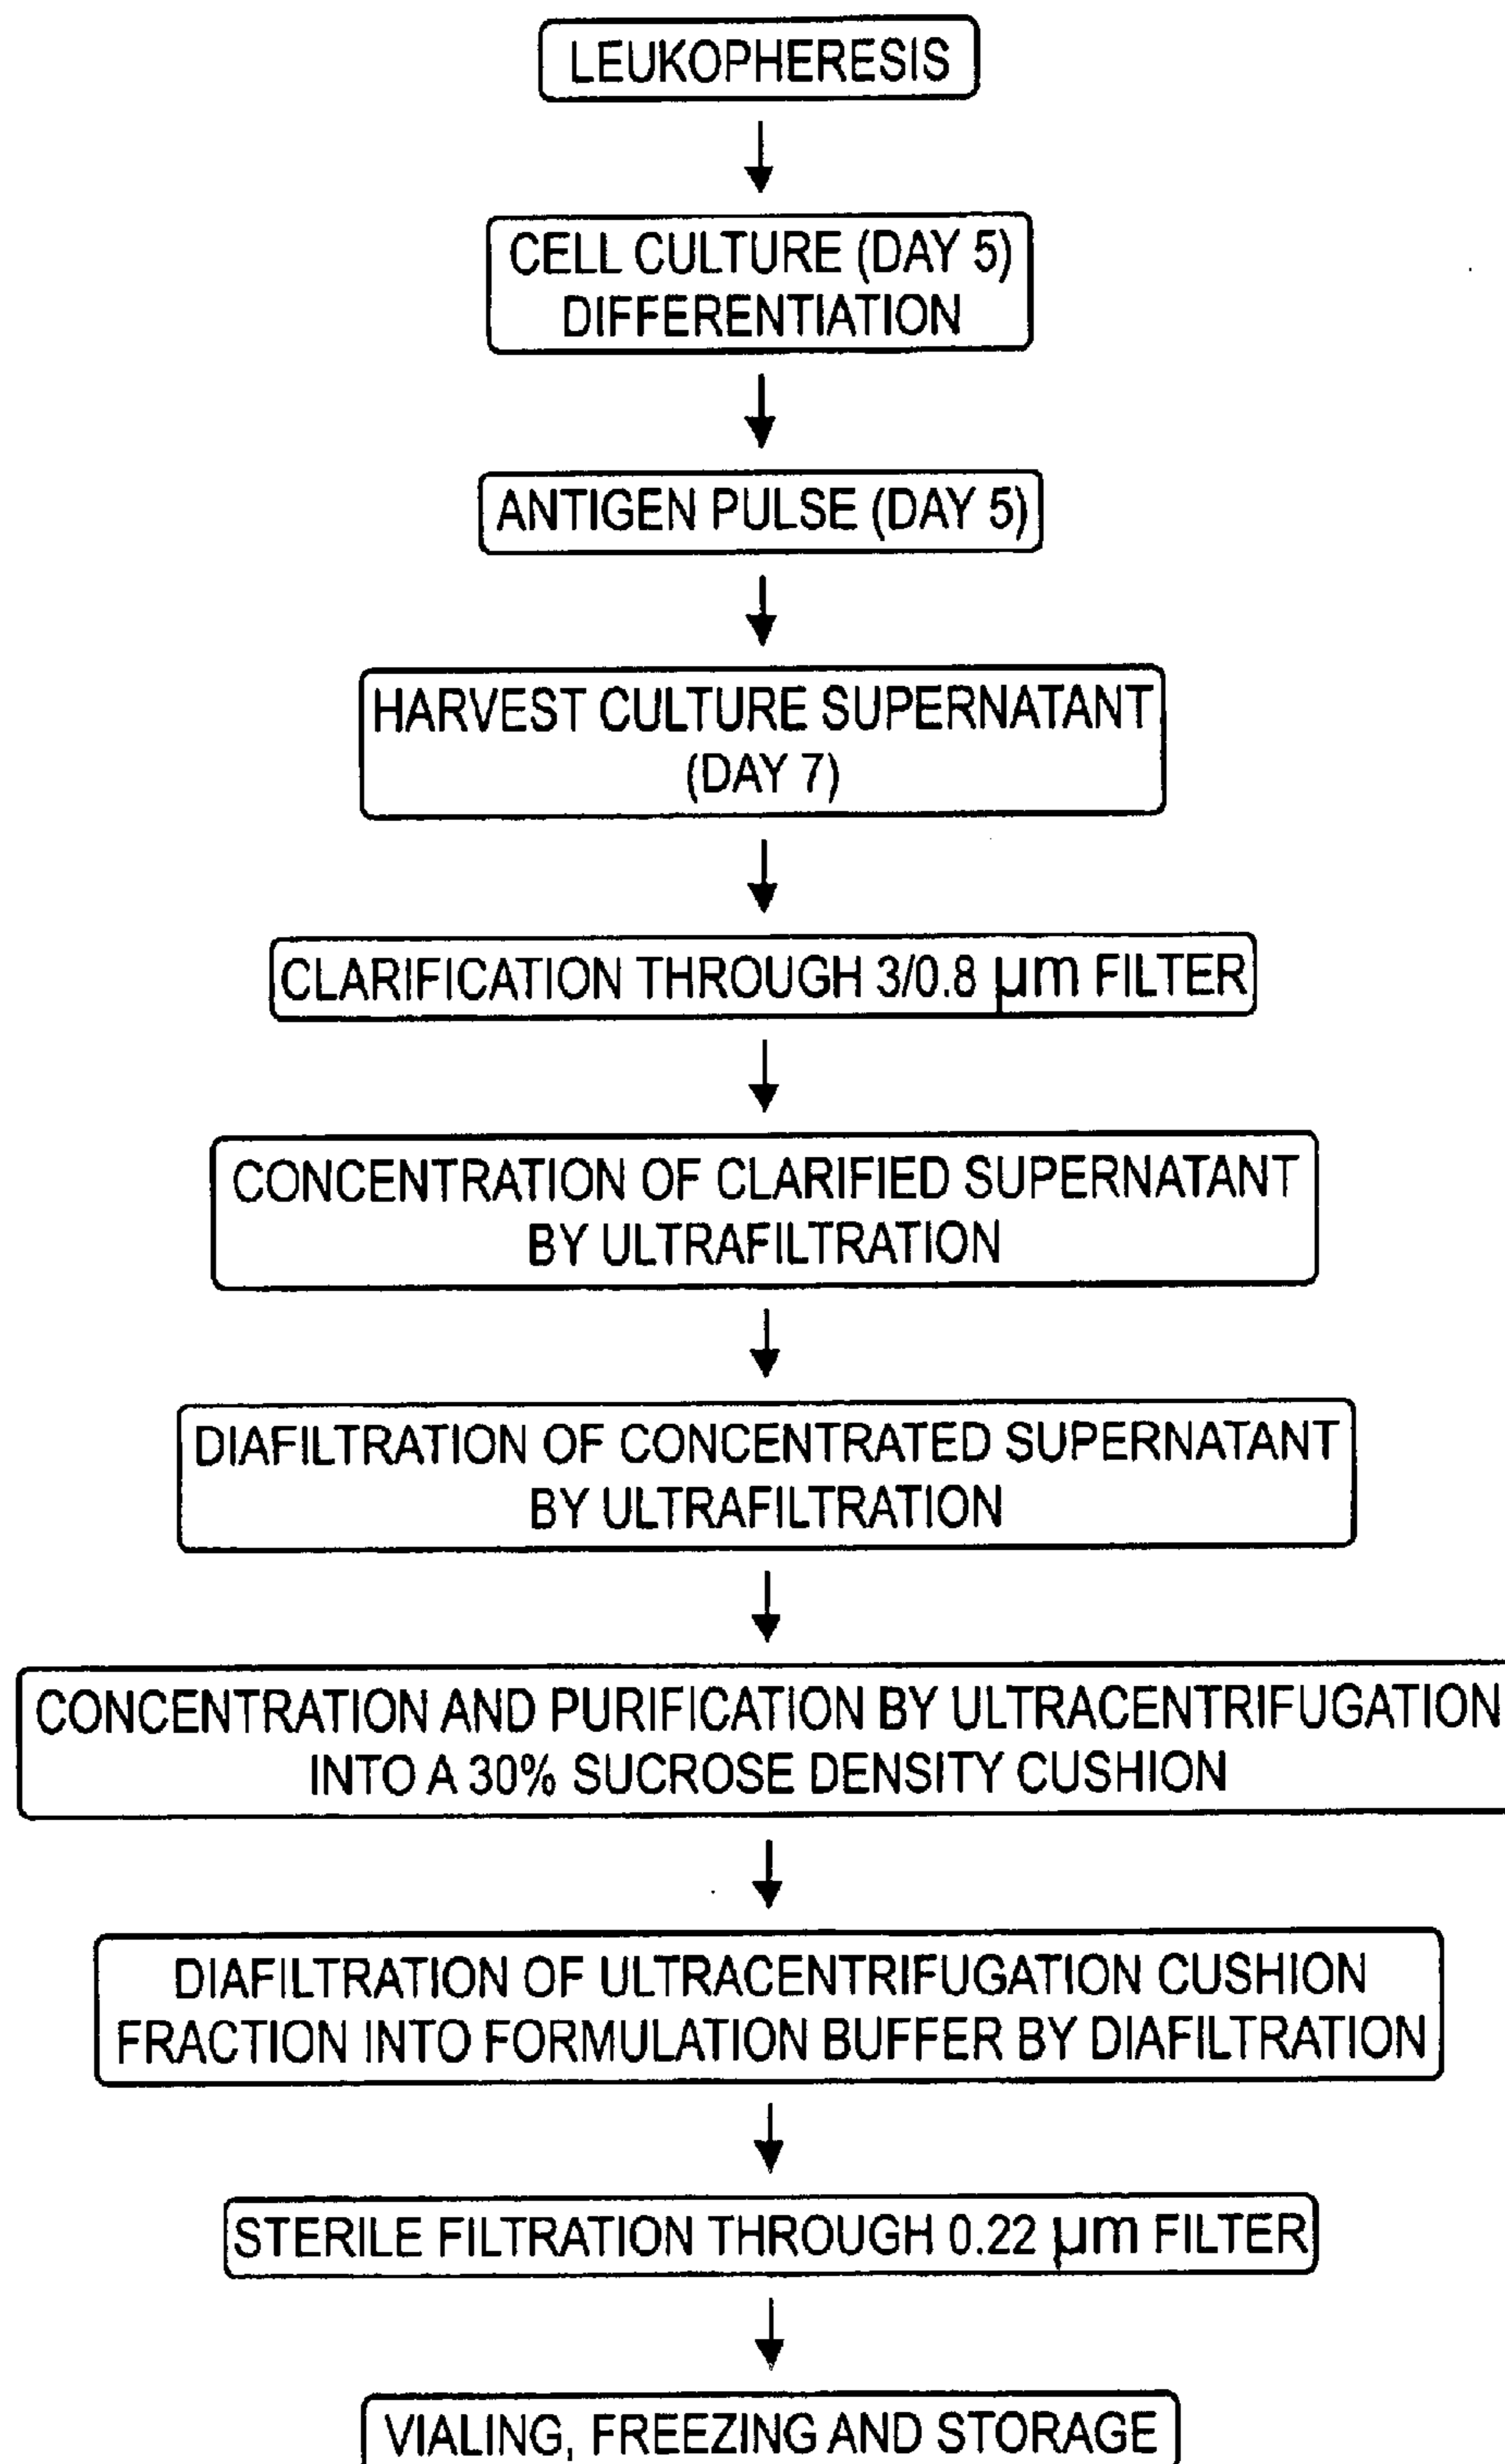 LEUKOPHERESIS
CELL CULTURE (DAY 5)
DIFFERENTIATION
ANTIGEN PULSE (DAY 5)
HARVEST CULTURE SUPERNATANT
(DAY 7)
CLARIFICATION THROUGH 3/0.8 µm FILTER
CONCENTRATION OF CLARIFIED SUPERNATANT
BY ULTRAFILTRATION
DIAFILTRATION OF CONCENTRATED SUPERNATANT
BY ULTRAFILTRATION
CONCENTRATION AND PURIFICATION BY ULTRACENTRIFUGATION
INTO A 30% SUCROSE DENSITY CUSHION
DIAFILTRATION OF ULTRACENTRIFUGATION CUSHION
FRACTION INTO FORMULATION BUFFER BY DIAFILTRATION
STERILE FILTRATION THROUGH 0.22 µm FILTER
VIALING, FREEZING AND STORAGE